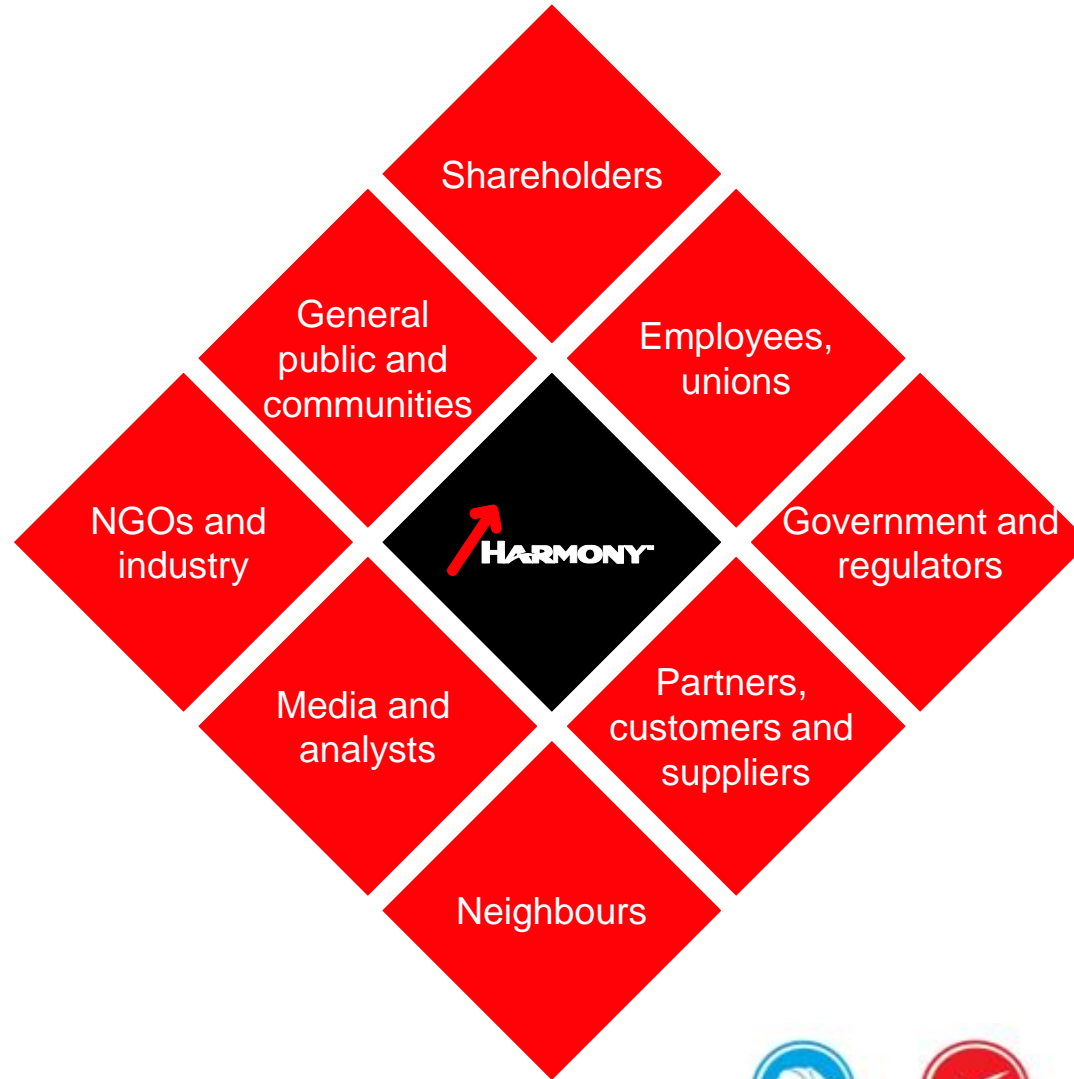 Shareholders
General
public and
communities
Employees,
unions
NGOs and
industry
HARMONY™
Government and
regulators
Media and
analysts
Partners,
customers and
suppliers
Neighbours